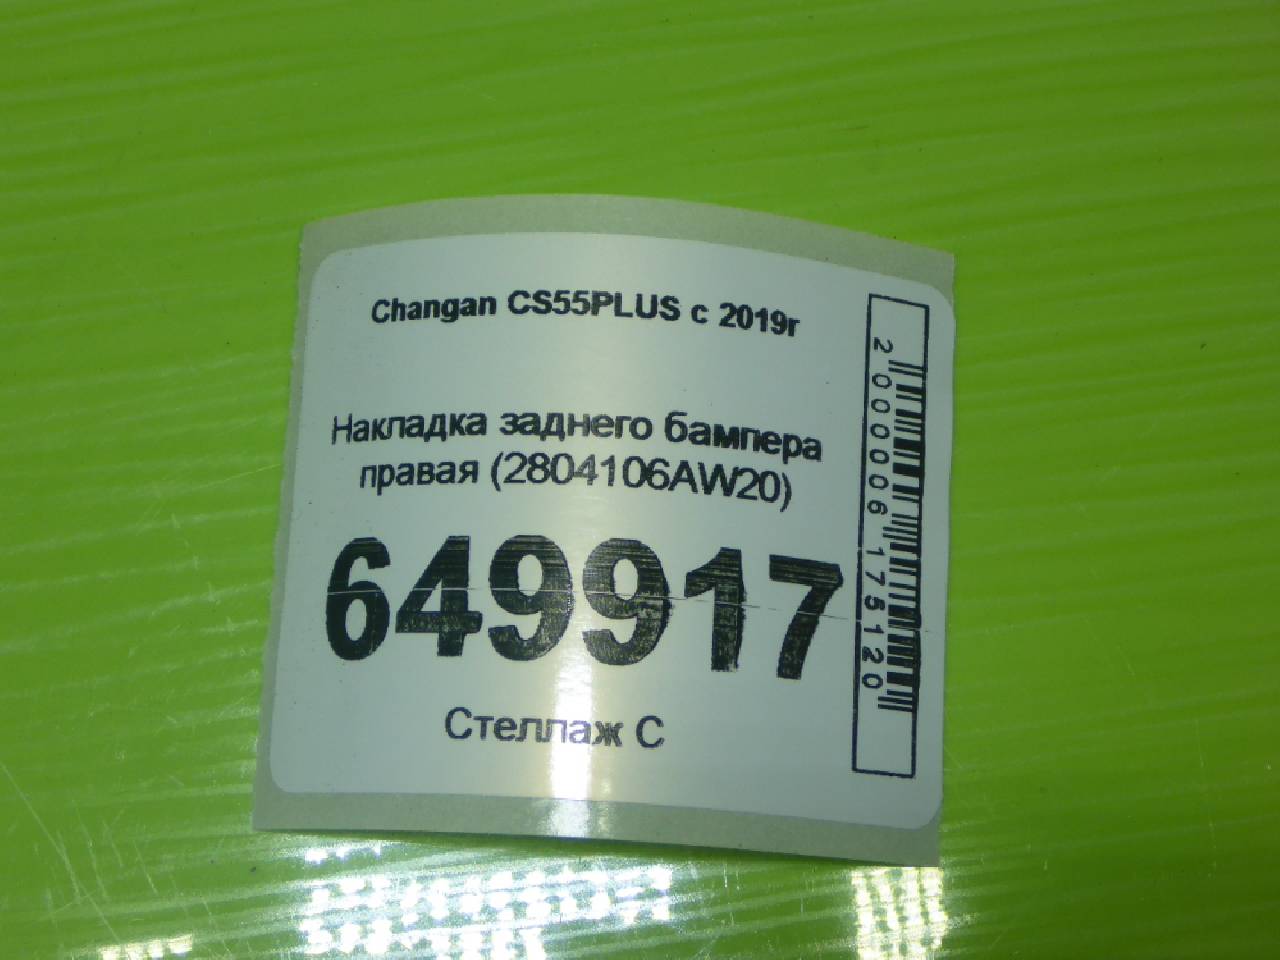 Changan CS55PLUS с 2019г
Накладка заднего бампера
правая (2804106AW20)
649917
Стеллаж С
2000006175120